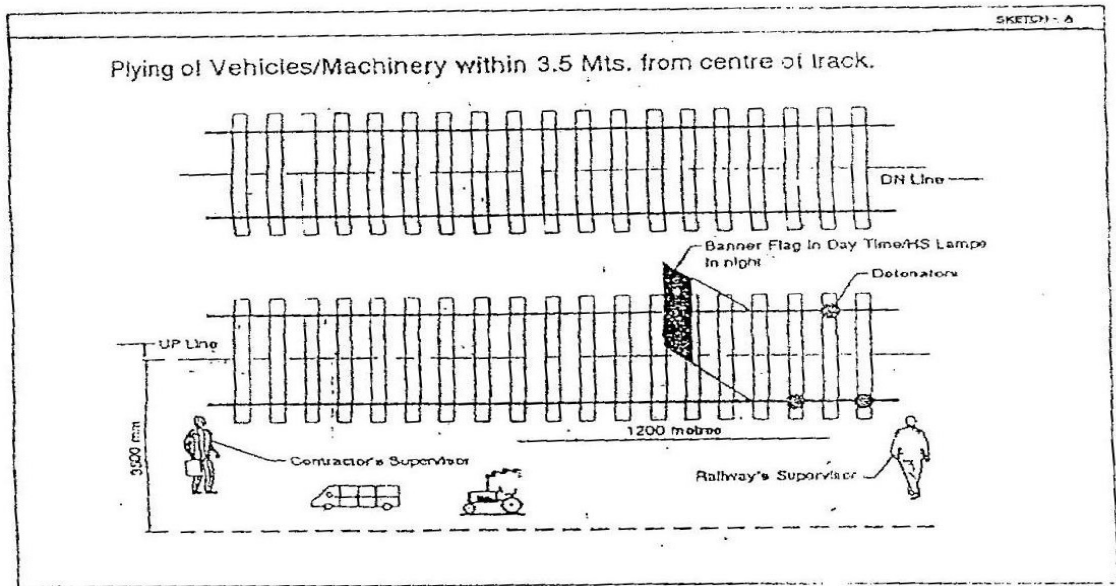 SKETCH - A
Plying of Vehicles/Machinery within 3.5 Mts. from centre of track.
DN Line
Banner Flag In Day Time/HS Lamps
In night
Detonators
UP Line
1200 metres
3500 mm
Contractor's Supervisor
Railway's Supervisor